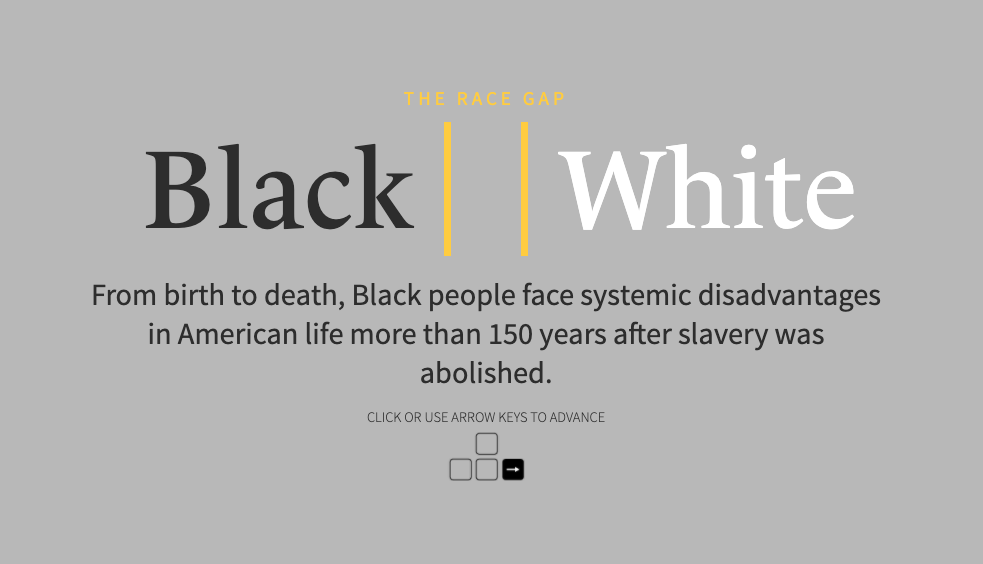 THE RACE GAP
Black White
From birth to death, Black people face systemic disadvantages
in American life more than 150 years after slavery was
abolished.
CLICK OR USE ARROW KEYS TO ADVANCE
→